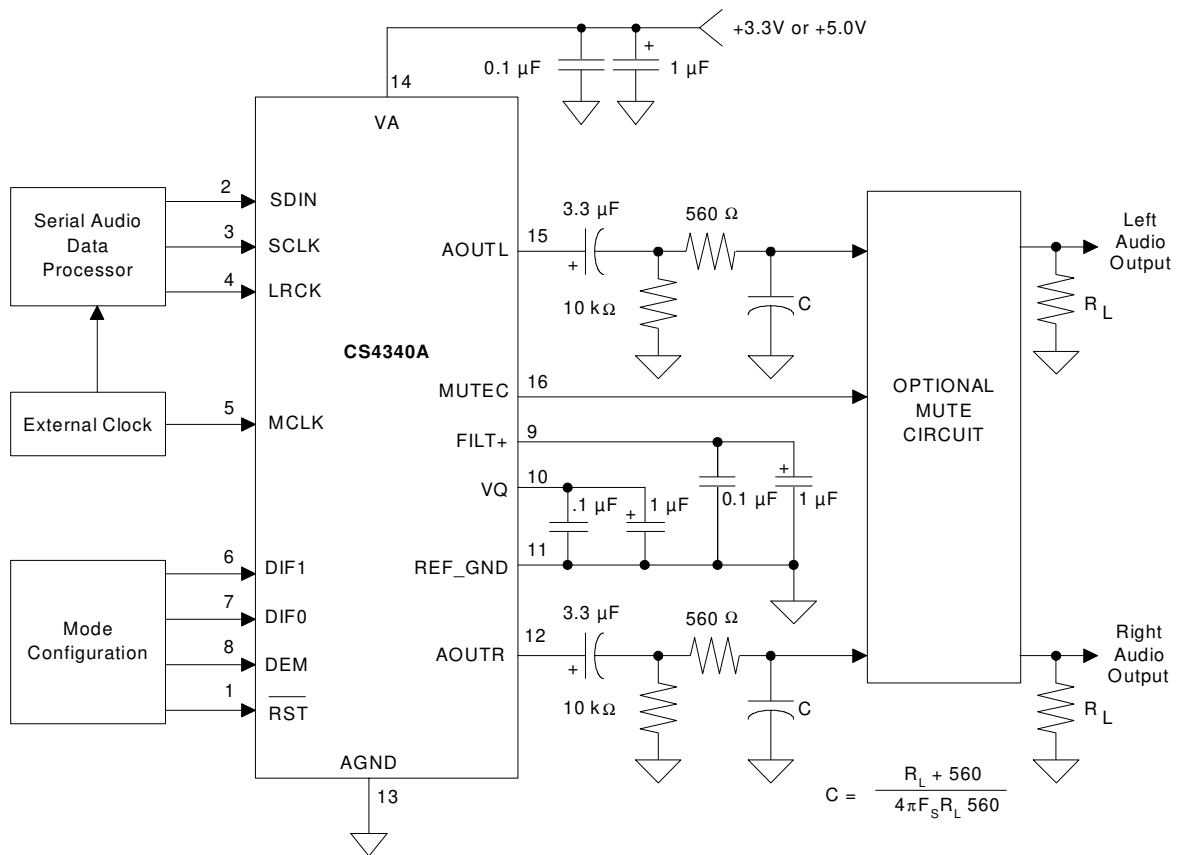 +3.3V or +5.0V
0.1 µF
+
1 µF
14
VA
Serial Audio
Data
Processor
2
SDIN
3
SCLK
4
LRCK
External Clock
5
MCLK
Mode
Configuration
6
DIF1
7
DIF0
8
DEM
1
RST
CS4340A
AGND
13
AOUTL
15
3.3 µF
+
560 Ω
10 kΩ
C
MUTEC
16
FILT+
9
0.1 µF
+
1 µF
VQ
10
.1 µF
+
1 µF
REF_GND
11
AOUTR
12
3.3 µF
+
560 Ω
10 kΩ
C
OPTIONAL
MUTE
CIRCUIT
Left
Audio
Output
R_L
Right
Audio
Output
R_L
C = R_L + 560
4πF_SR_L 560